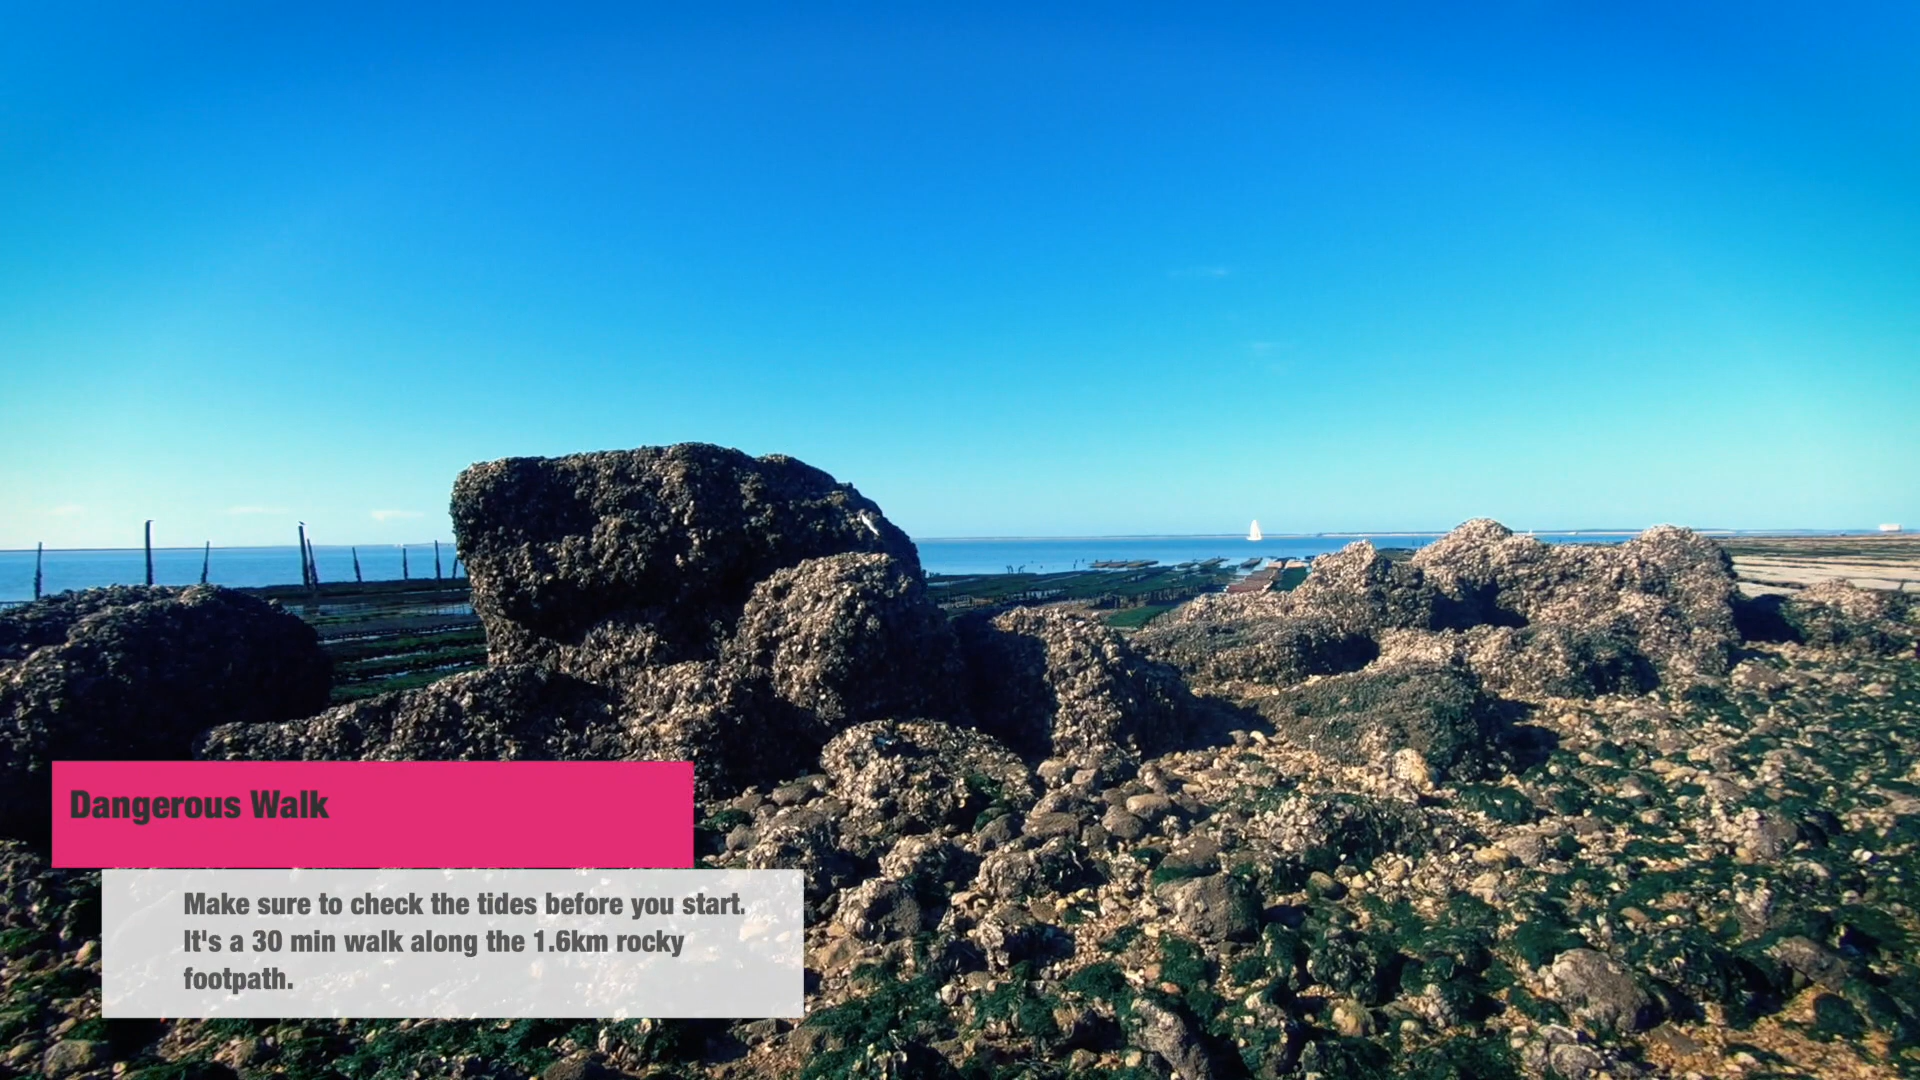 Dangerous Walk
Make sure to check the tides before you start.
It's a 30 min walk along the 1.6km rocky
footpath.